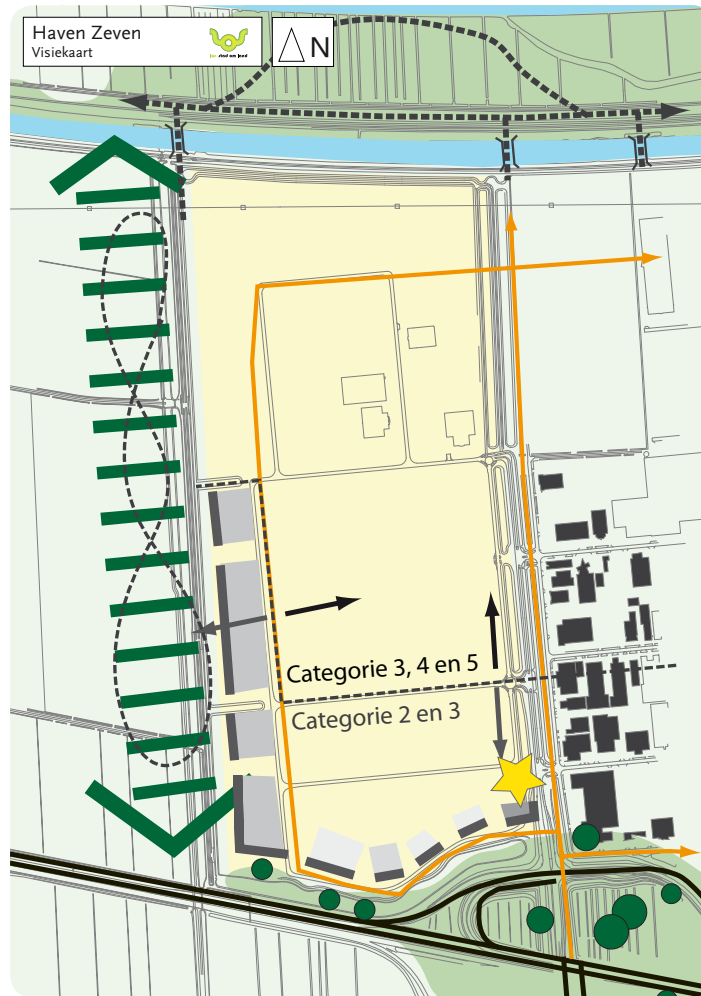 Haven Zeven
Visiekaart
N
Categorie 3, 4 en 5
Categorie 2 en 3